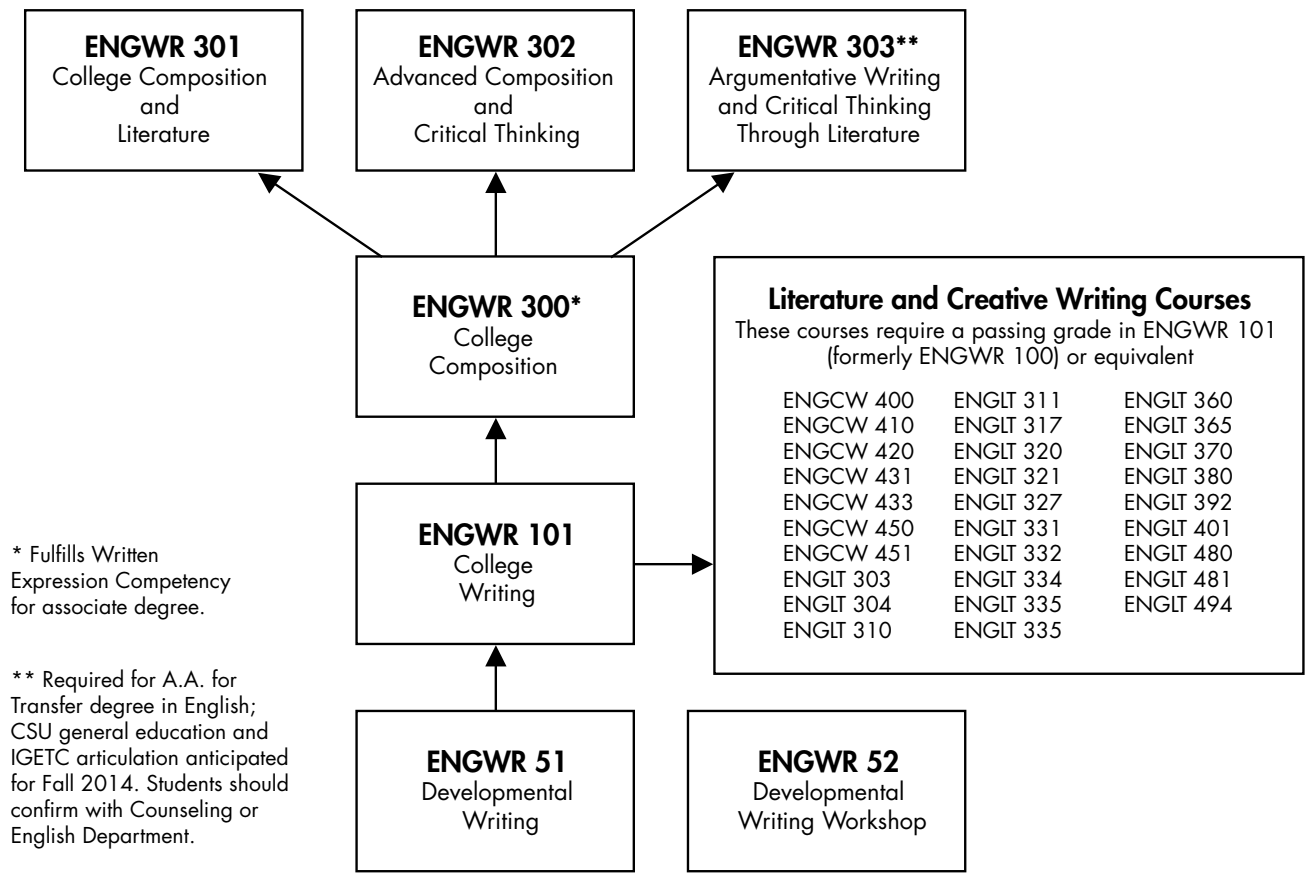 ENGWR 301
College Composition
and
Literature
ENGWR 302
Advanced Composition
and
Critical Thinking
ENGWR 303**
Argumentative Writing
and Critical Thinking
Through Literature
ENGWR 300*
College
Composition
Literature and Creative Writing Courses
These courses require a passing grade in ENGWR 101
(formerly ENGWR 100) or equivalent
ENGCW 400
ENGCW 410
ENGCW 420
ENGCW 431
ENGCW 433
ENGCW 450
ENGCW 451
ENGLT 303
ENGLT 304
ENGLT 310
ENGLT 311
ENGLT 317
ENGLT 320
ENGLT 321
ENGLT 327
ENGLT 331
ENGLT 332
ENGLT 334
ENGLT 335
ENGLT 335
ENGLT 360
ENGLT 365
ENGLT 370
ENGLT 380
ENGLT 392
ENGLT 401
ENGLT 480
ENGLT 481
ENGLT 494
ENGWR 101
College
Writing
* Fulfills Written
Expression Competency
for associate degree.
** Required for A.A. for
Transfer degree in English;
CSU general education and
IGETC articulation anticipated
for Fall 2014. Students should
confirm with Counseling or
English Department.
ENGWR 51
Developmental
Writing
ENGWR 52
Developmental
Writing Workshop